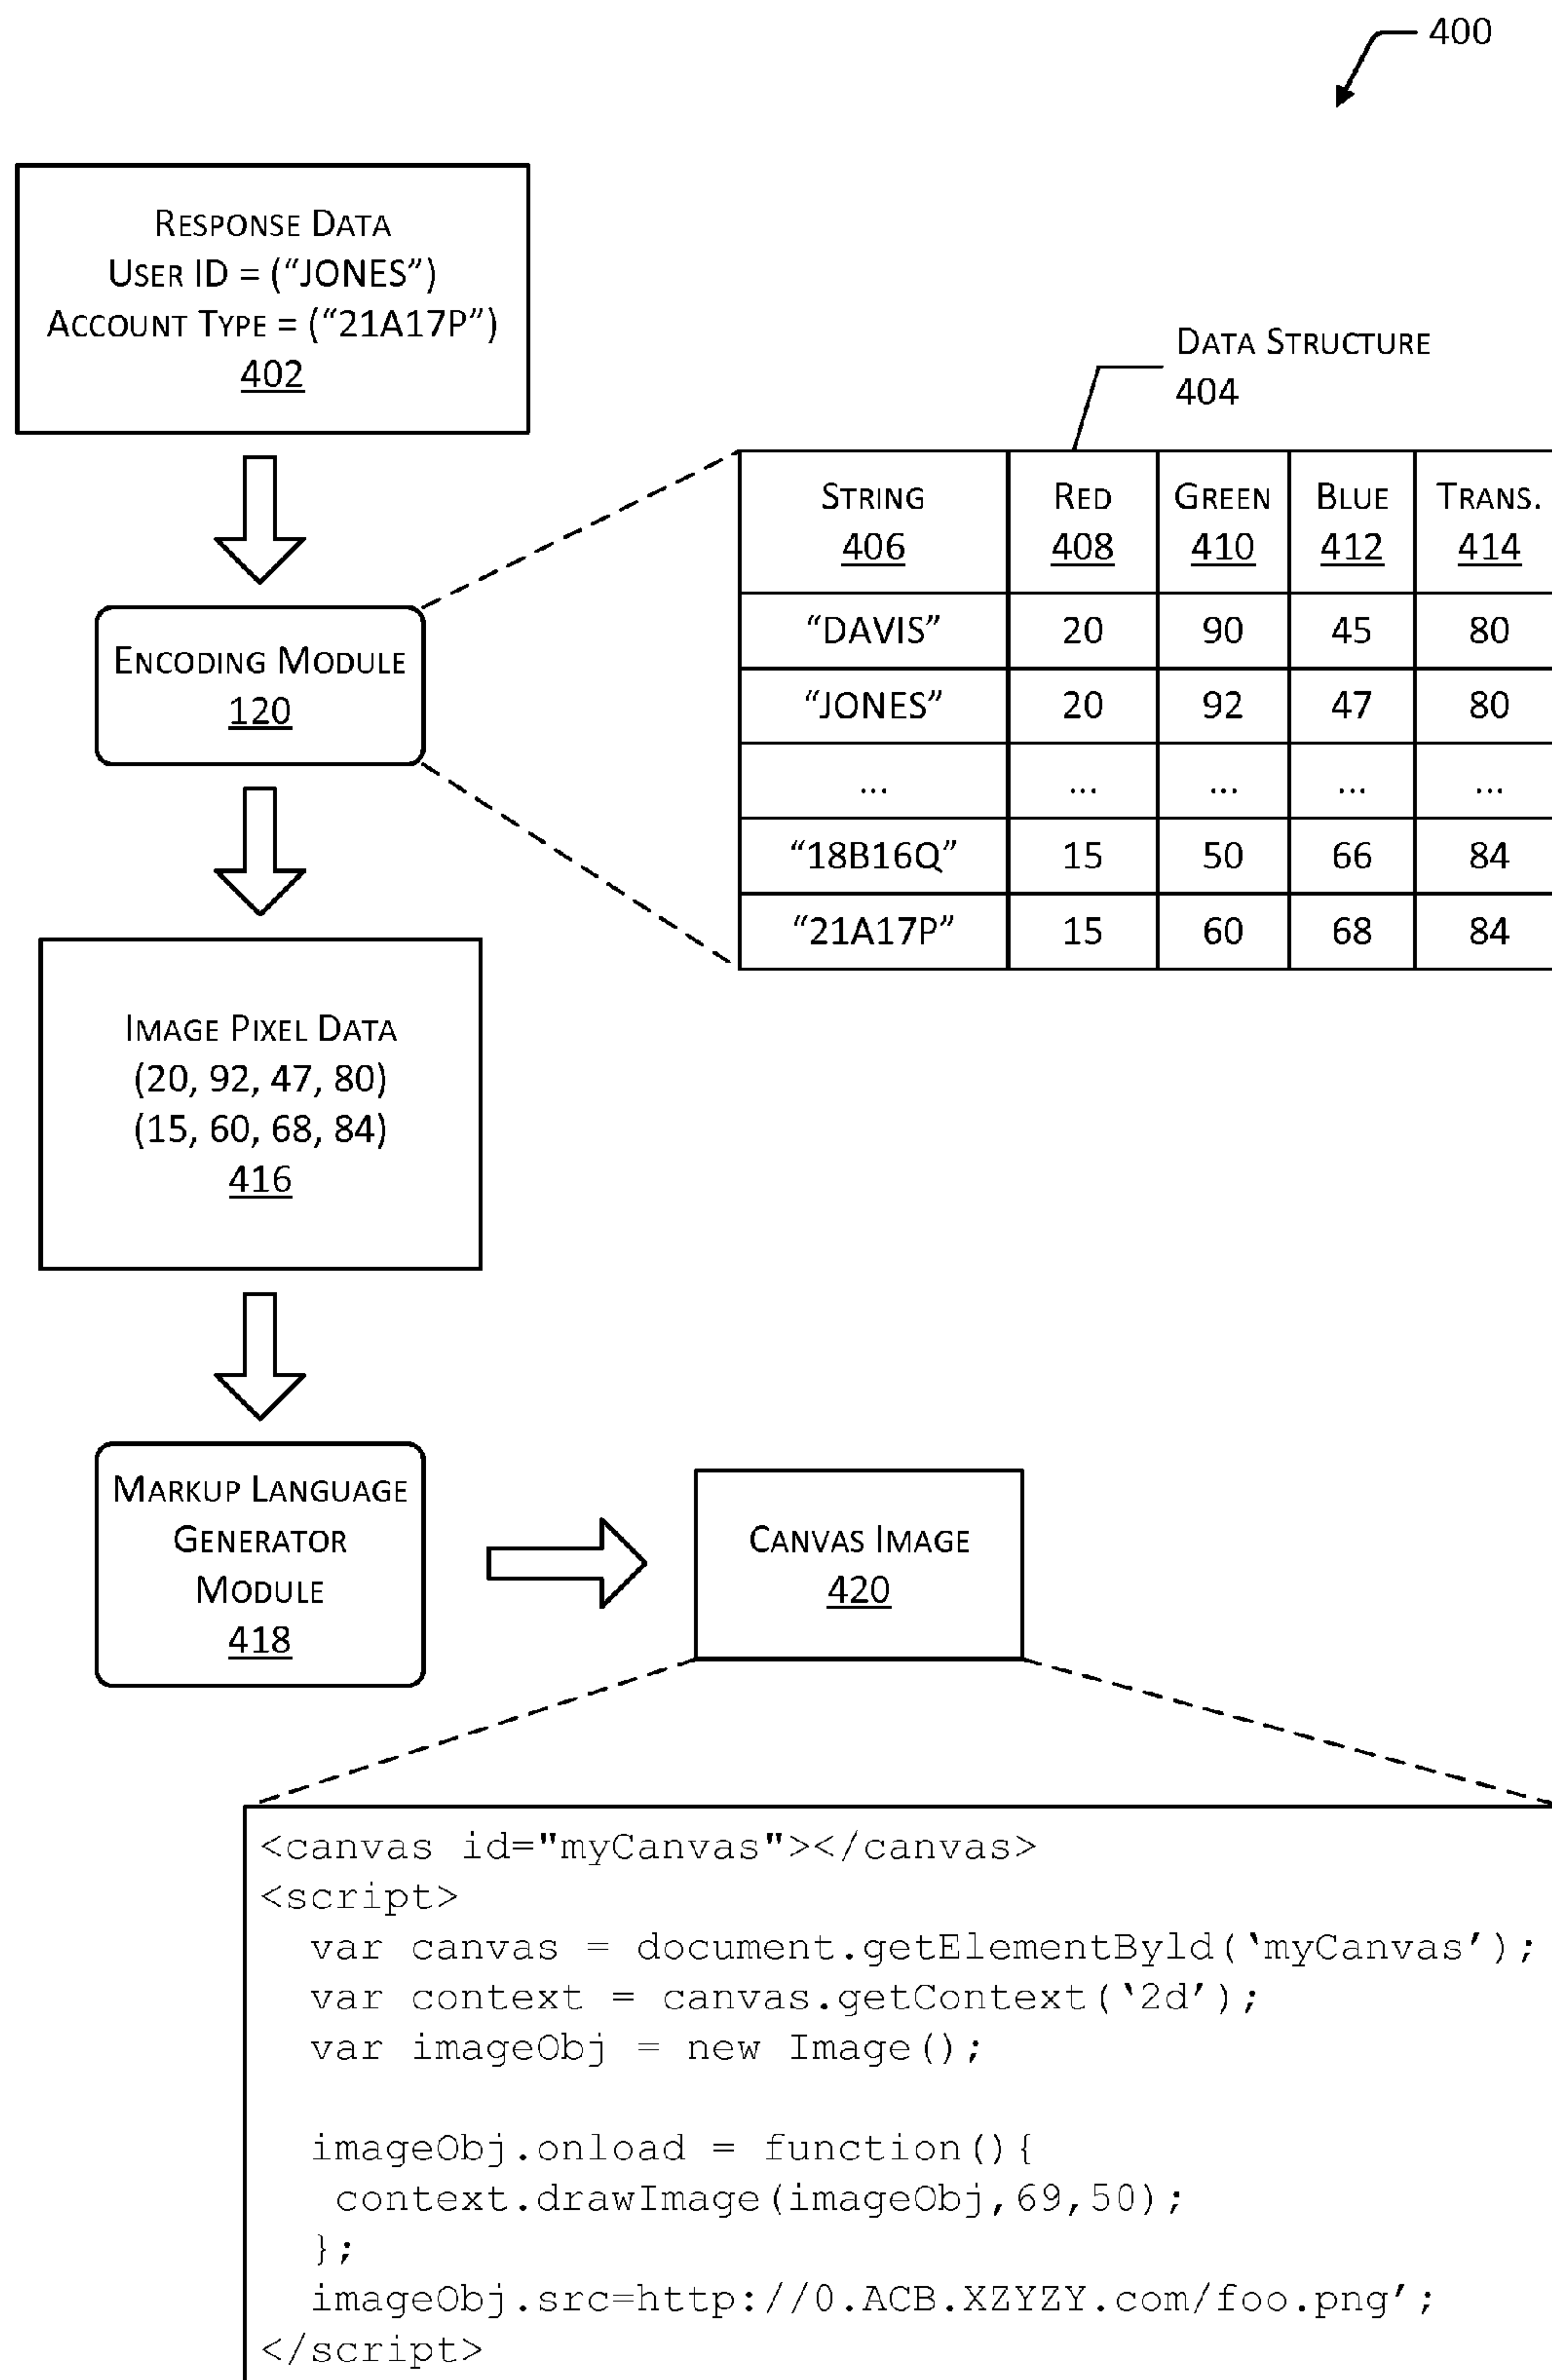 400
RESPONSE DATA
USER ID = (“JONES”)
ACCOUNT TYPE = (“21A17P”)
402
DATA STRUCTURE
404
STRING RED GREEN BLUE TRANS.
406 408 410 412 414
“DAVIS” 20 90 45 80
“JONES” 20 92 47 80
... ... ... ... ...
“18B16Q” 15 50 66 84
“21A17P” 15 60 68 84
ENCODING MODULE
120
IMAGE PIXEL DATA
(20, 92, 47, 80)
(15, 60, 68, 84)
416
MARKUP LANGUAGE
GENERATOR
MODULE
418
CANVAS IMAGE
420
<canvas id="myCanvas"></canvas>
<script>
var canvas = document.getElementByld(‘myCanvas’);
var context = canvas.getContext(‘2d’);
var imageObj = new Image();
imageObj.onload = function(){
context.drawImage(imageObj,69,50);
};
imageObj.src=http://0.ACB.XZYZY.com/foo.png’;
</script>